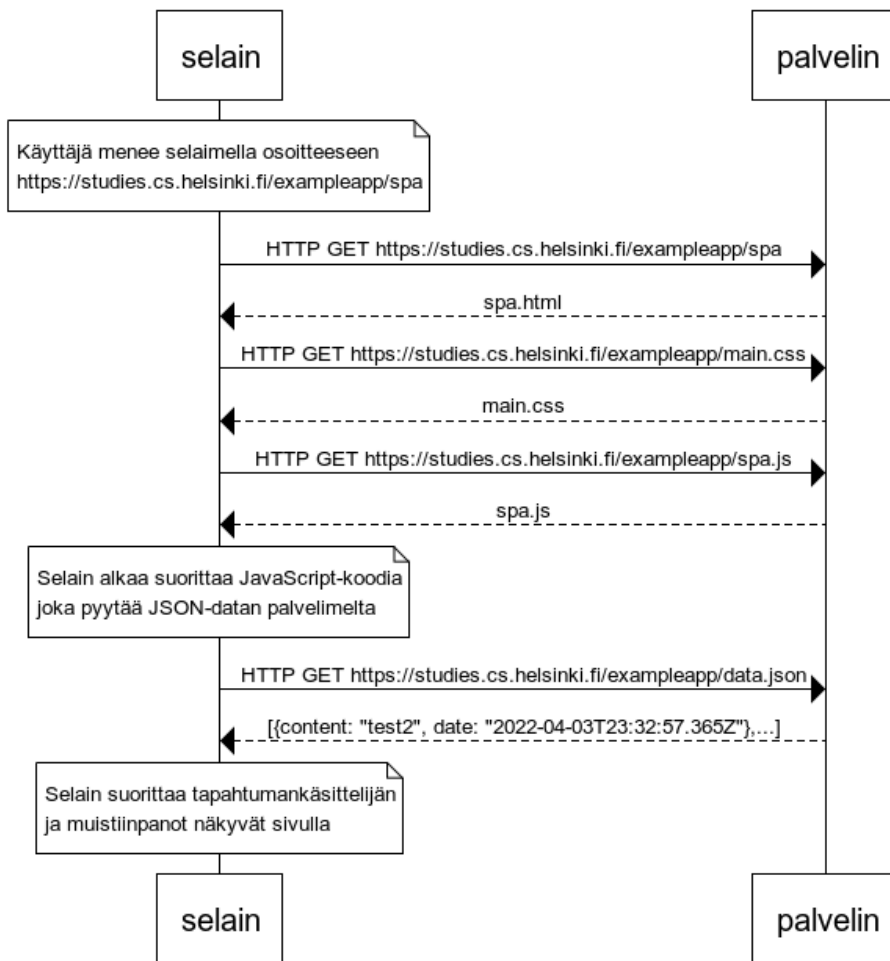 selain
palvelin
Käyttäjä menee selaimella osoitteeseen
https://studies.cs.helsinki.fi/exampleapp/spa
HTTP GET https://studies.cs.helsinki.fi/exampleapp/spa
spa.html
HTTP GET https://studies.cs.helsinki.fi/exampleapp/main.css
main.css
HTTP GET https://studies.cs.helsinki.fi/exampleapp/spa.js
spa.js
Selain alkaa suorittaa JavaScript-koodia
joka pyytää JSON-datan palvelimelta
HTTP GET https://studies.cs.helsinki.fi/exampleapp/data.json
[{content: "test2", date: "2022-04-03T23:32:57.365Z"},...]
Selain suorittaa tapahtumankäsittelijän
ja muistiinpanot näkyvät sivulla
selain
palvelin